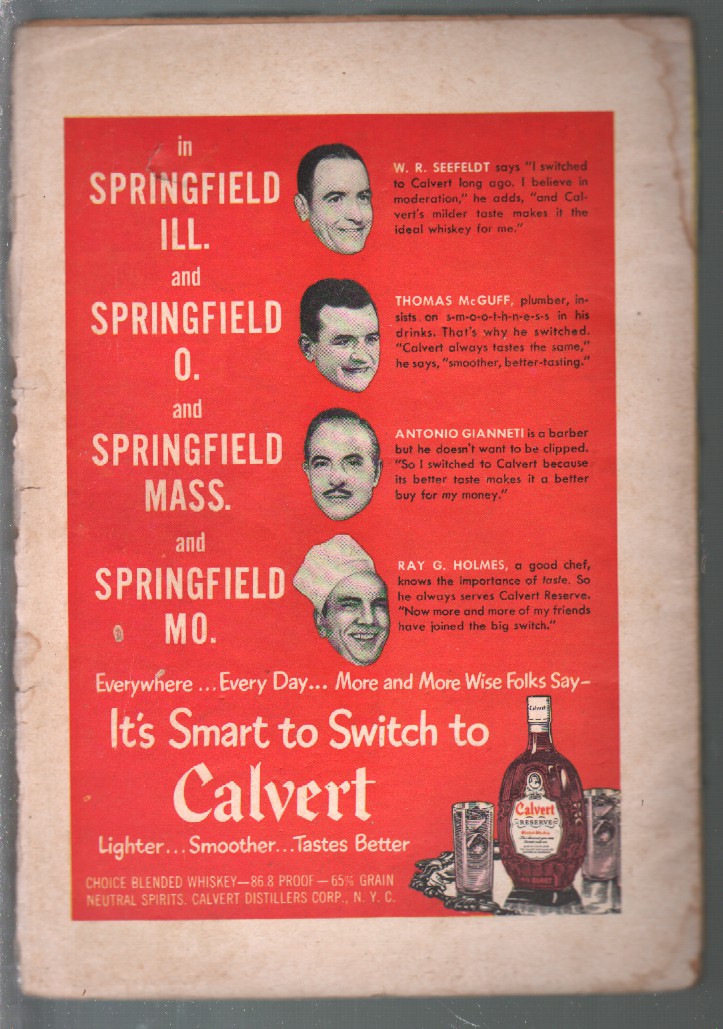 in
SPRINGFIELD
ILL.
W. R. SEEFELDT says "I switched
to Calvert long ago. I believe in
moderation," he adds, "and Cal-
vert's milder taste makes it the
ideal whiskey for me."
and
SPRINGFIELD
O.
THOMAS McGUFF, plumber, in-
sists on s-m-o-o-t-h-n-e-s-s in his
drinks. That's why he switched.
"Calvert always tastes the same,"
he says, "smoother, better-tasting."
and
SPRINGFIELD
MASS.
ANTONIO GIANNETI is a barber
but he doesn't want to be clipped.
"So I switched to Calvert because
its better taste makes it a better
buy for my money."
and
SPRINGFIELD
MO.
RAY G. HOLMES, a good chef,
knows the importance of taste. So
he always serves Calvert Reserve.
"Now more and more of my friends
have joined the big switch."
Everywhere ... Every Day... More and More Wise Folks Say–
It's Smart to Switch to
Calvert
Lighter... Smoother...Tastes Better
CHOICE BLENDED WHISKEY—86.8 PROOF—65% GRAIN
NEUTRAL SPIRITS. CALVERT DISTILLERS CORP., N. Y. C.
Calvert
Calvert
RESERVE